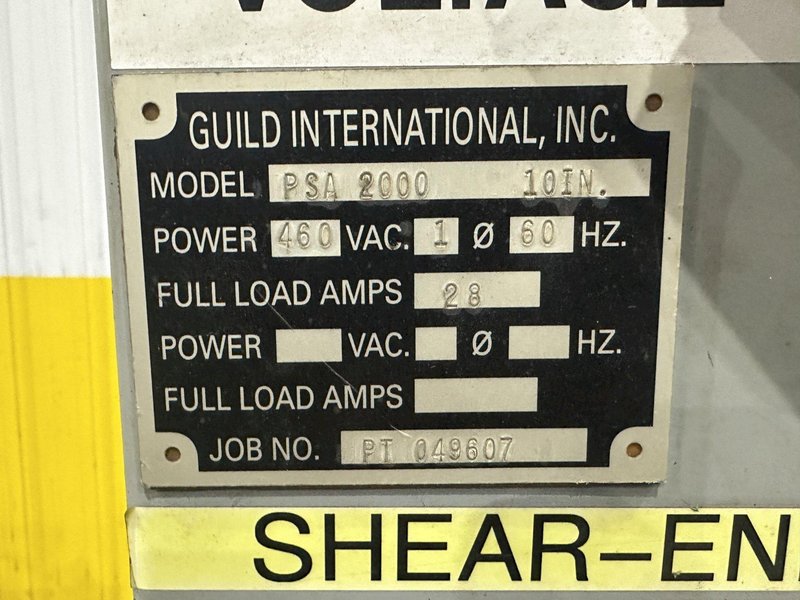 VOLTAGE
GUILD INTERNATIONAL, INC.
MODEL PSA 2000 10IN.
POWER 460 VAC. 1 Ø 60 HZ.
FULL LOAD AMPS 28
POWER VAC. Ø HZ.
FULL LOAD AMPS
JOB NO. PT 049607
SHEAR-EN